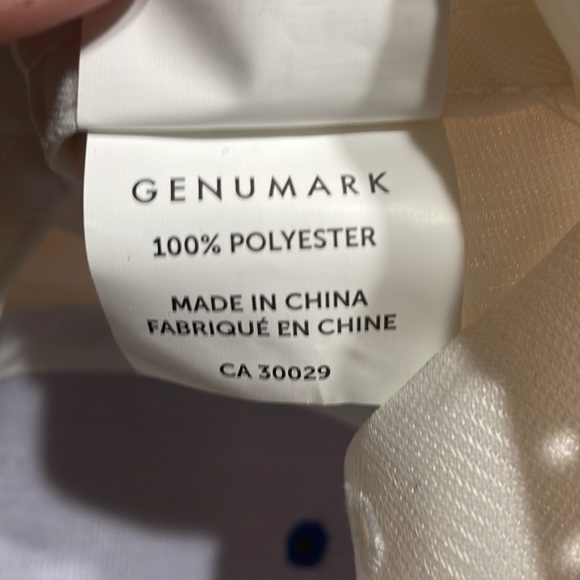 GENUMARK
100% POLYESTER
MADE IN CHINA
FABRIQUÉ EN CHINE
CA 30029